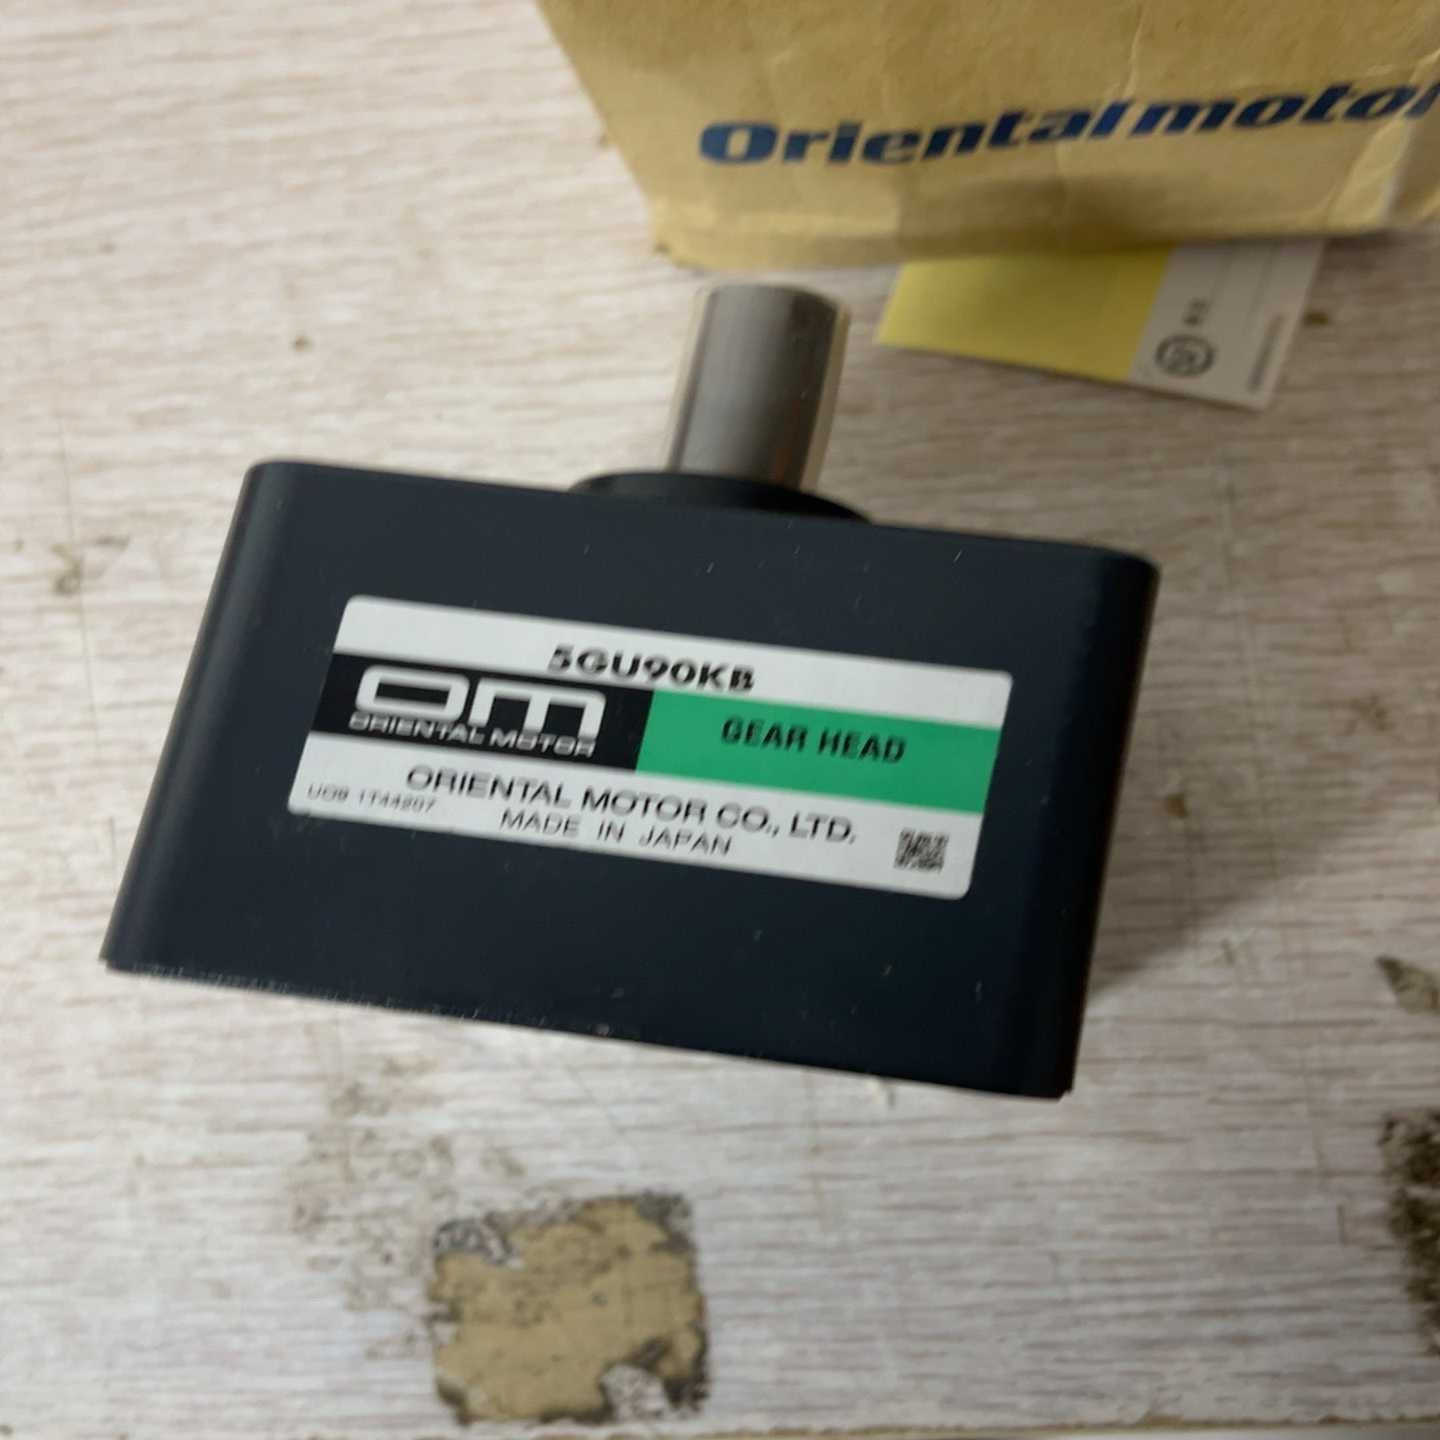 Orientalmotor
5GU90KB
OM
ORIENTAL MOTOR
GEAR HEAD
ORIENTAL MOTOR CO., LTD.
MADE IN JAPAN